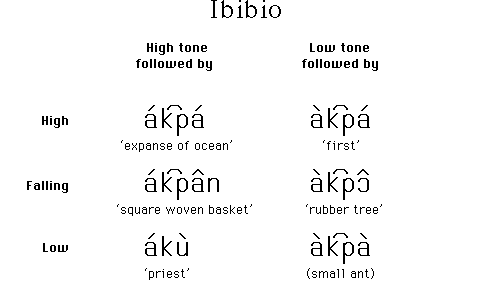 Ibibio
High tone Low tone
followed by followed by
High ák͡pá àk͡pá
‘expanse of ocean’ ‘first’
Falling ák͡pân àk͡pɔ̂
‘square woven basket’ ‘rubber tree’
Low ákù àk͡pà
‘priest’ (small ant)